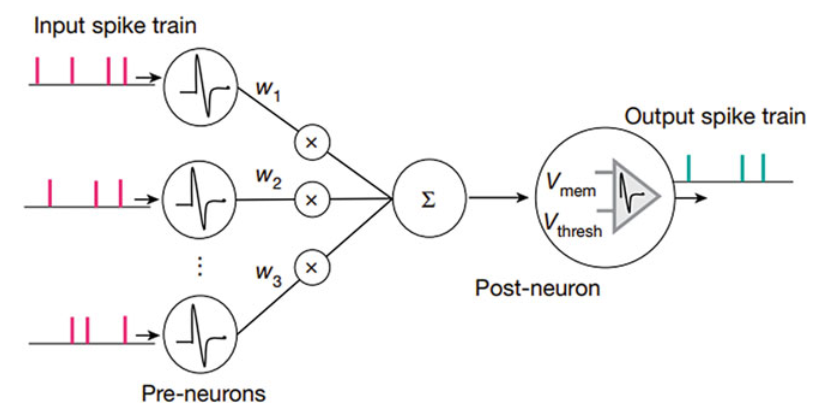 Input spike train
w1
×
w2
×
⋮
w3
×
Σ
Pre-neurons
Vmem
Vthresh
Post-neuron
Output spike train